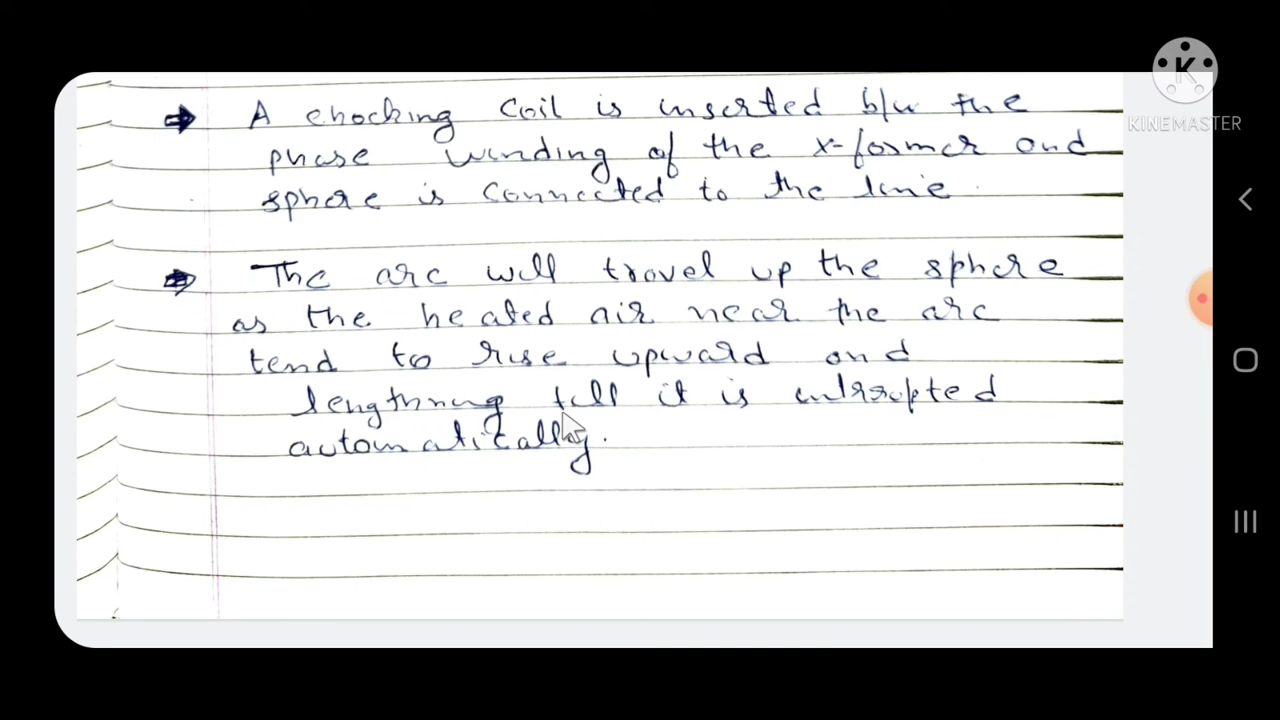 A chocking coil is inserted b/w the
phase winding of the x-former and
sphere is connected to the line
The arc will travel up the sphere
as the heated air near the arc
tend to rise upward and
lengthning till it is intrrupted
automatically.
K
KINEMASTER